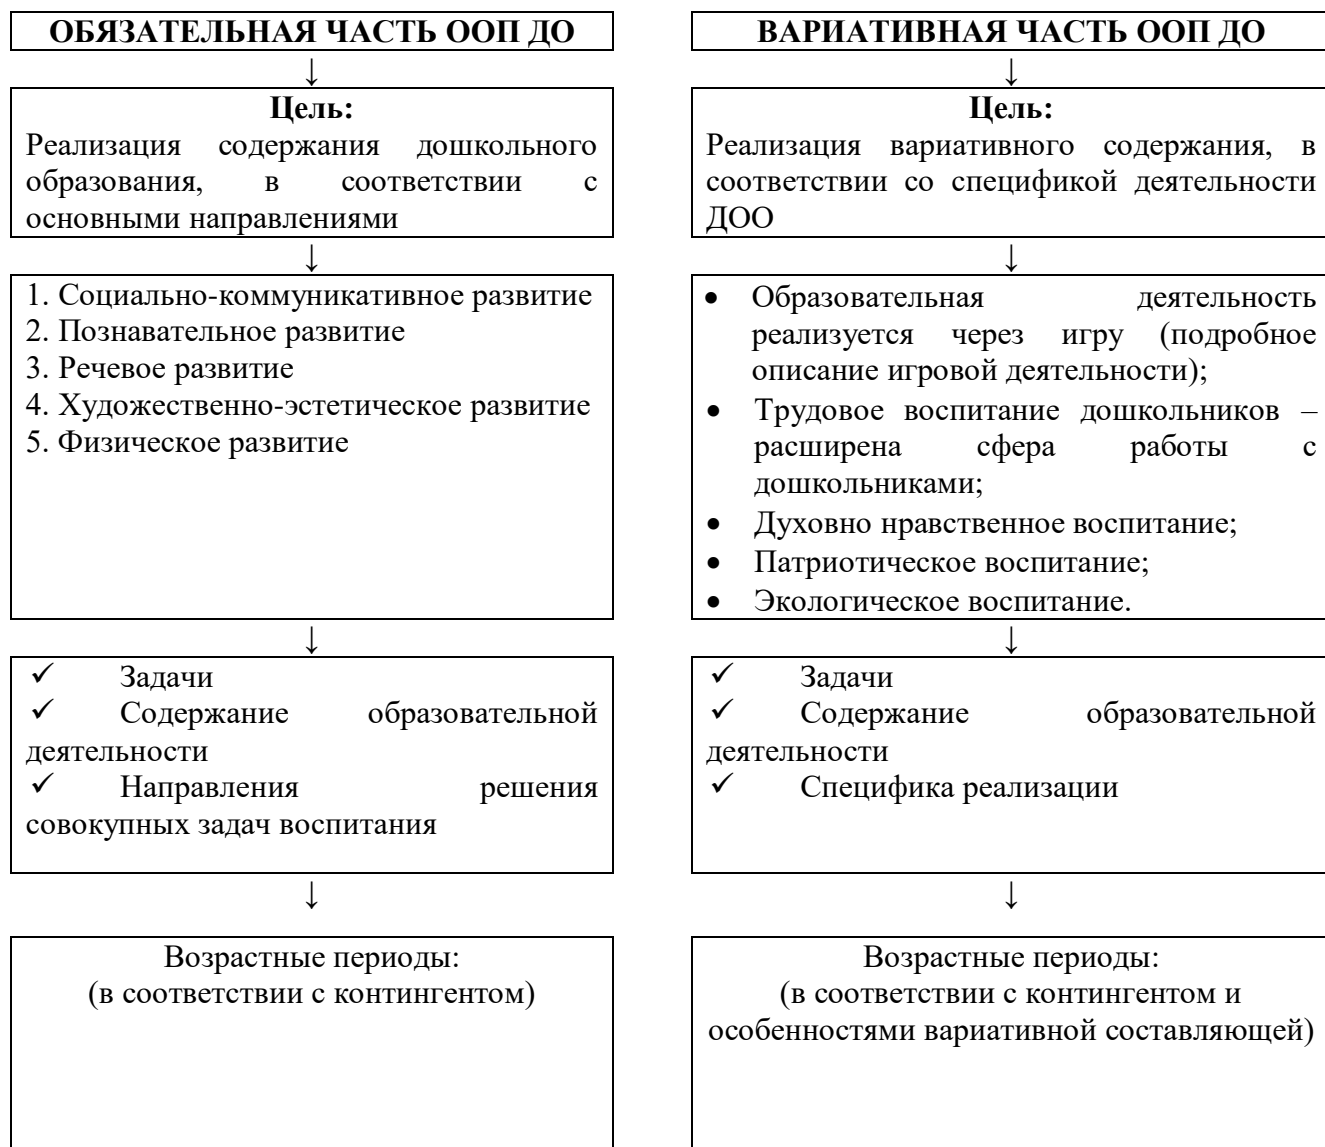 ОБЯЗАТЕЛЬНАЯ ЧАСТЬ ООП ДО
↓
Цель:
Реализация содержания дошкольного
образования, в соответствии с
основными направлениями
↓
1. Социально-коммуникативное развитие
2. Познавательное развитие
3. Речевое развитие
4. Художественно-эстетическое развитие
5. Физическое развитие
↓
✓ Задачи
✓ Содержание образовательной
деятельности
✓ Направления решения
совокупных задач воспитания
↓
Возрастные периоды:
(в соответствии с контингентом)
ВАРИАТИВНАЯ ЧАСТЬ ООП ДО
↓
Цель:
Реализация вариативного содержания, в
соответствии со спецификой деятельности
ДОО
↓
• Образовательная деятельность
реализуется через игру (подробное
описание игровой деятельности);
• Трудовое воспитание дошкольников –
расширена сфера работы с
дошкольниками;
• Духовно нравственное воспитание;
• Патриотическое воспитание;
• Экологическое воспитание.
↓
✓ Задачи
✓ Содержание образовательной
деятельности
✓ Специфика реализации
↓
Возрастные периоды:
(в соответствии с контингентом и
особенностями вариативной составляющей)